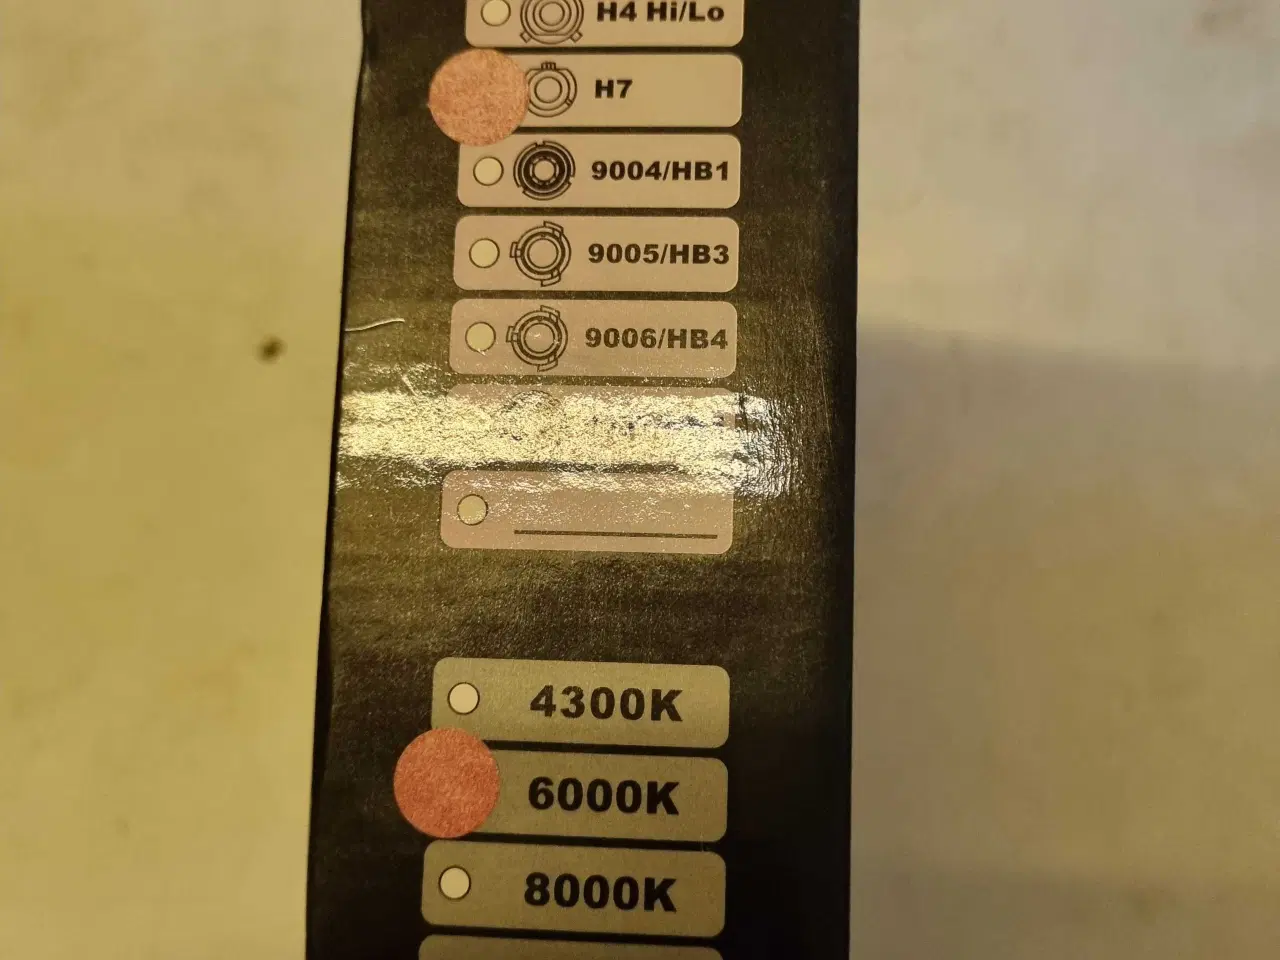 H4 Hi/Lo
H7
9004/HB1
9005/HB3
9006/HB4
4300K
6000K
8000K